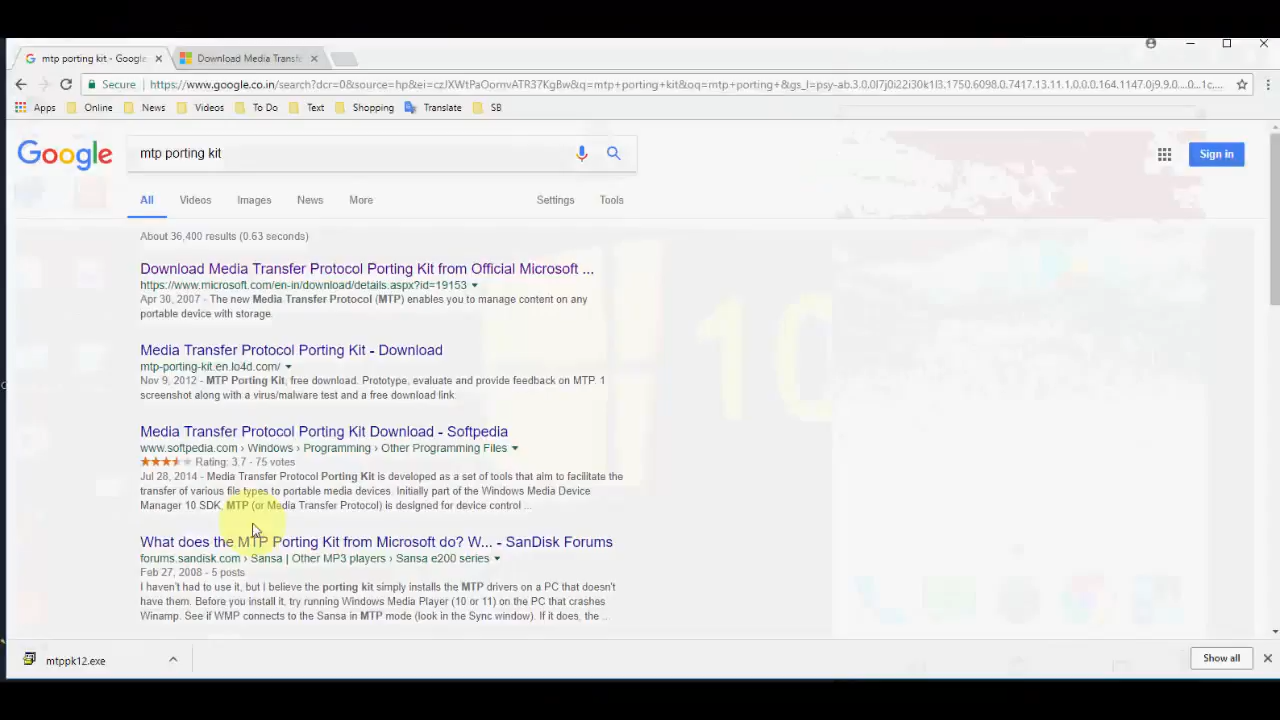 mtp porting kit - Google
Download Media Transf
Secure
https://www.google.co.in/search?dcr=0&source=hp&ei=czJXWtPaOornvATR37KgBw&q=mtp+porting+kit&oq=mtp+porting+&gs_l=psy-ab.3.0.0l7j0i22i30k1l3.1750.6098.0.7417.13.11.1.0.0.0.164.1147.0j9.9.0....0...1c,...
Apps
Online
News
Videos
To Do
Text
Shopping
Translate
SB
Google
mtp porting kit
Sign in
All
Videos
Images
News
More
Settings
Tools
About 36,400 results (0.63 seconds)
Download Media Transfer Protocol Porting Kit from Official Microsoft ...
https://www.microsoft.com/en-in/download/details.aspx?id=19153
Apr 30, 2007 - The new Media Transfer Protocol (MTP) enables you to manage content on any
portable device with storage.
Media Transfer Protocol Porting Kit - Download
mtp-porting-kit.en.lo4d.com/
Nov 9, 2012 - MTP Porting Kit, free download. Prototype, evaluate and provide feedback on MTP. 1
screenshot along with a virus/malware test and a free download link.
Media Transfer Protocol Porting Kit Download - Softpedia
www.softpedia.com › Windows › Programming › Other Programming Files
Rating: 3.7 - 75 votes
Jul 28, 2014 - Media Transfer Protocol Porting Kit is developed as a set of tools that aim to facilitate the
transfer of various file types to portable media devices. Initially part of the Windows Media Device
Manager 10 SDK, MTP (or Media Transfer Protocol) is designed for device control ...
What does the MTP Porting Kit from Microsoft do? W... - SanDisk Forums
forums.sandisk.com › Sansa | Other MP3 players › Sansa e200 series
Feb 27, 2008 - 5 posts
I haven't had to use it, but I believe the porting kit simply installs the MTP drivers on a PC that doesn't
have them. Before you install it, try running Windows Media Player (10 or 11) on the PC that crashes
Winamp. See if WMP connects to the Sansa in MTP mode (look in the Sync window). If it does, the ...
10
mtppk12.exe
Show all